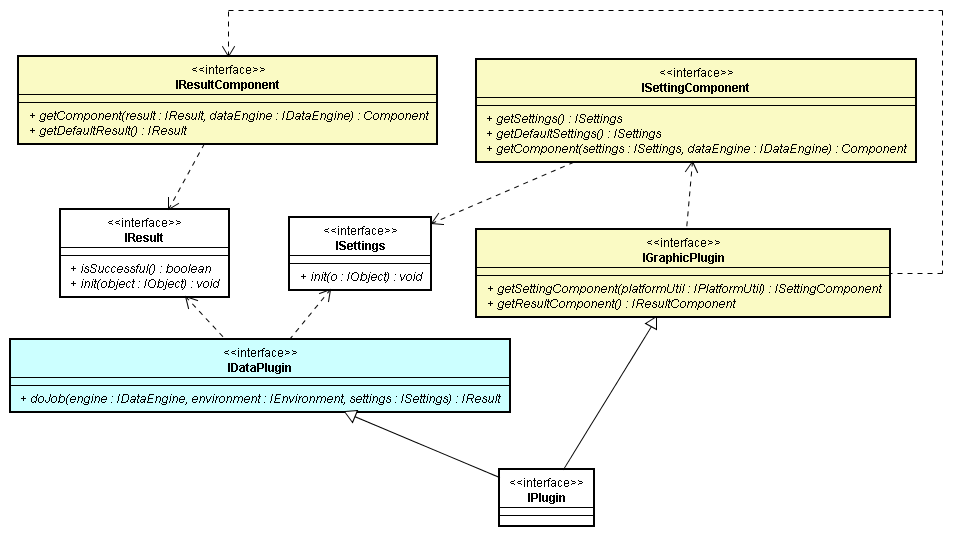 <<interface>>
IResultComponent
+ getComponent(result : IResult, dataEngine : IDataEngine) : Component
+ getDefaultResult() : IResult
<<interface>>
ISettingComponent
+ getSettings() : ISettings
+ getDefaultSettings() : ISettings
+ getComponent(settings : ISettings, dataEngine : IDataEngine) : Component
<<interface>>
IResult
+ isSuccessful() : boolean
+ init(object : IObject) : void
<<interface>>
ISettings
+ init(o : IObject) : void
<<interface>>
IGraphicPlugin
+ getSettingComponent(platformUtil : IPlatformUtil) : ISettingComponent
+ getResultComponent() : IResultComponent
<<interface>>
IDataPlugin
+ doJob(engine : IDataEngine, environment : IEnvironment, settings : ISettings) : IResult
<<interface>>
IPlugin